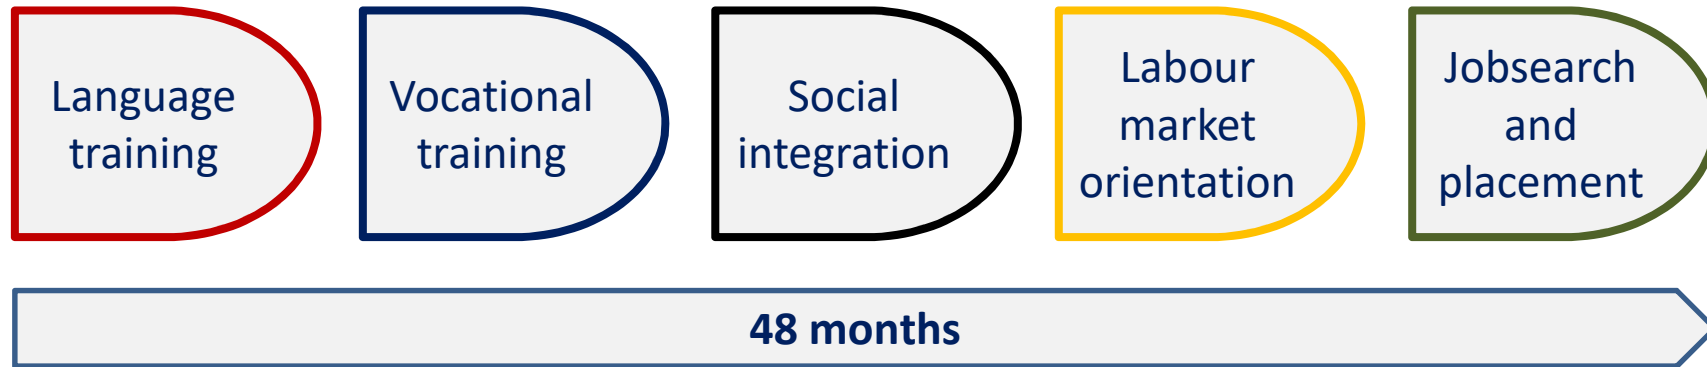 Language
training
Vocational
training
Social
integration
Labour
market
orientation
Jobsearch
and
placement
48 months